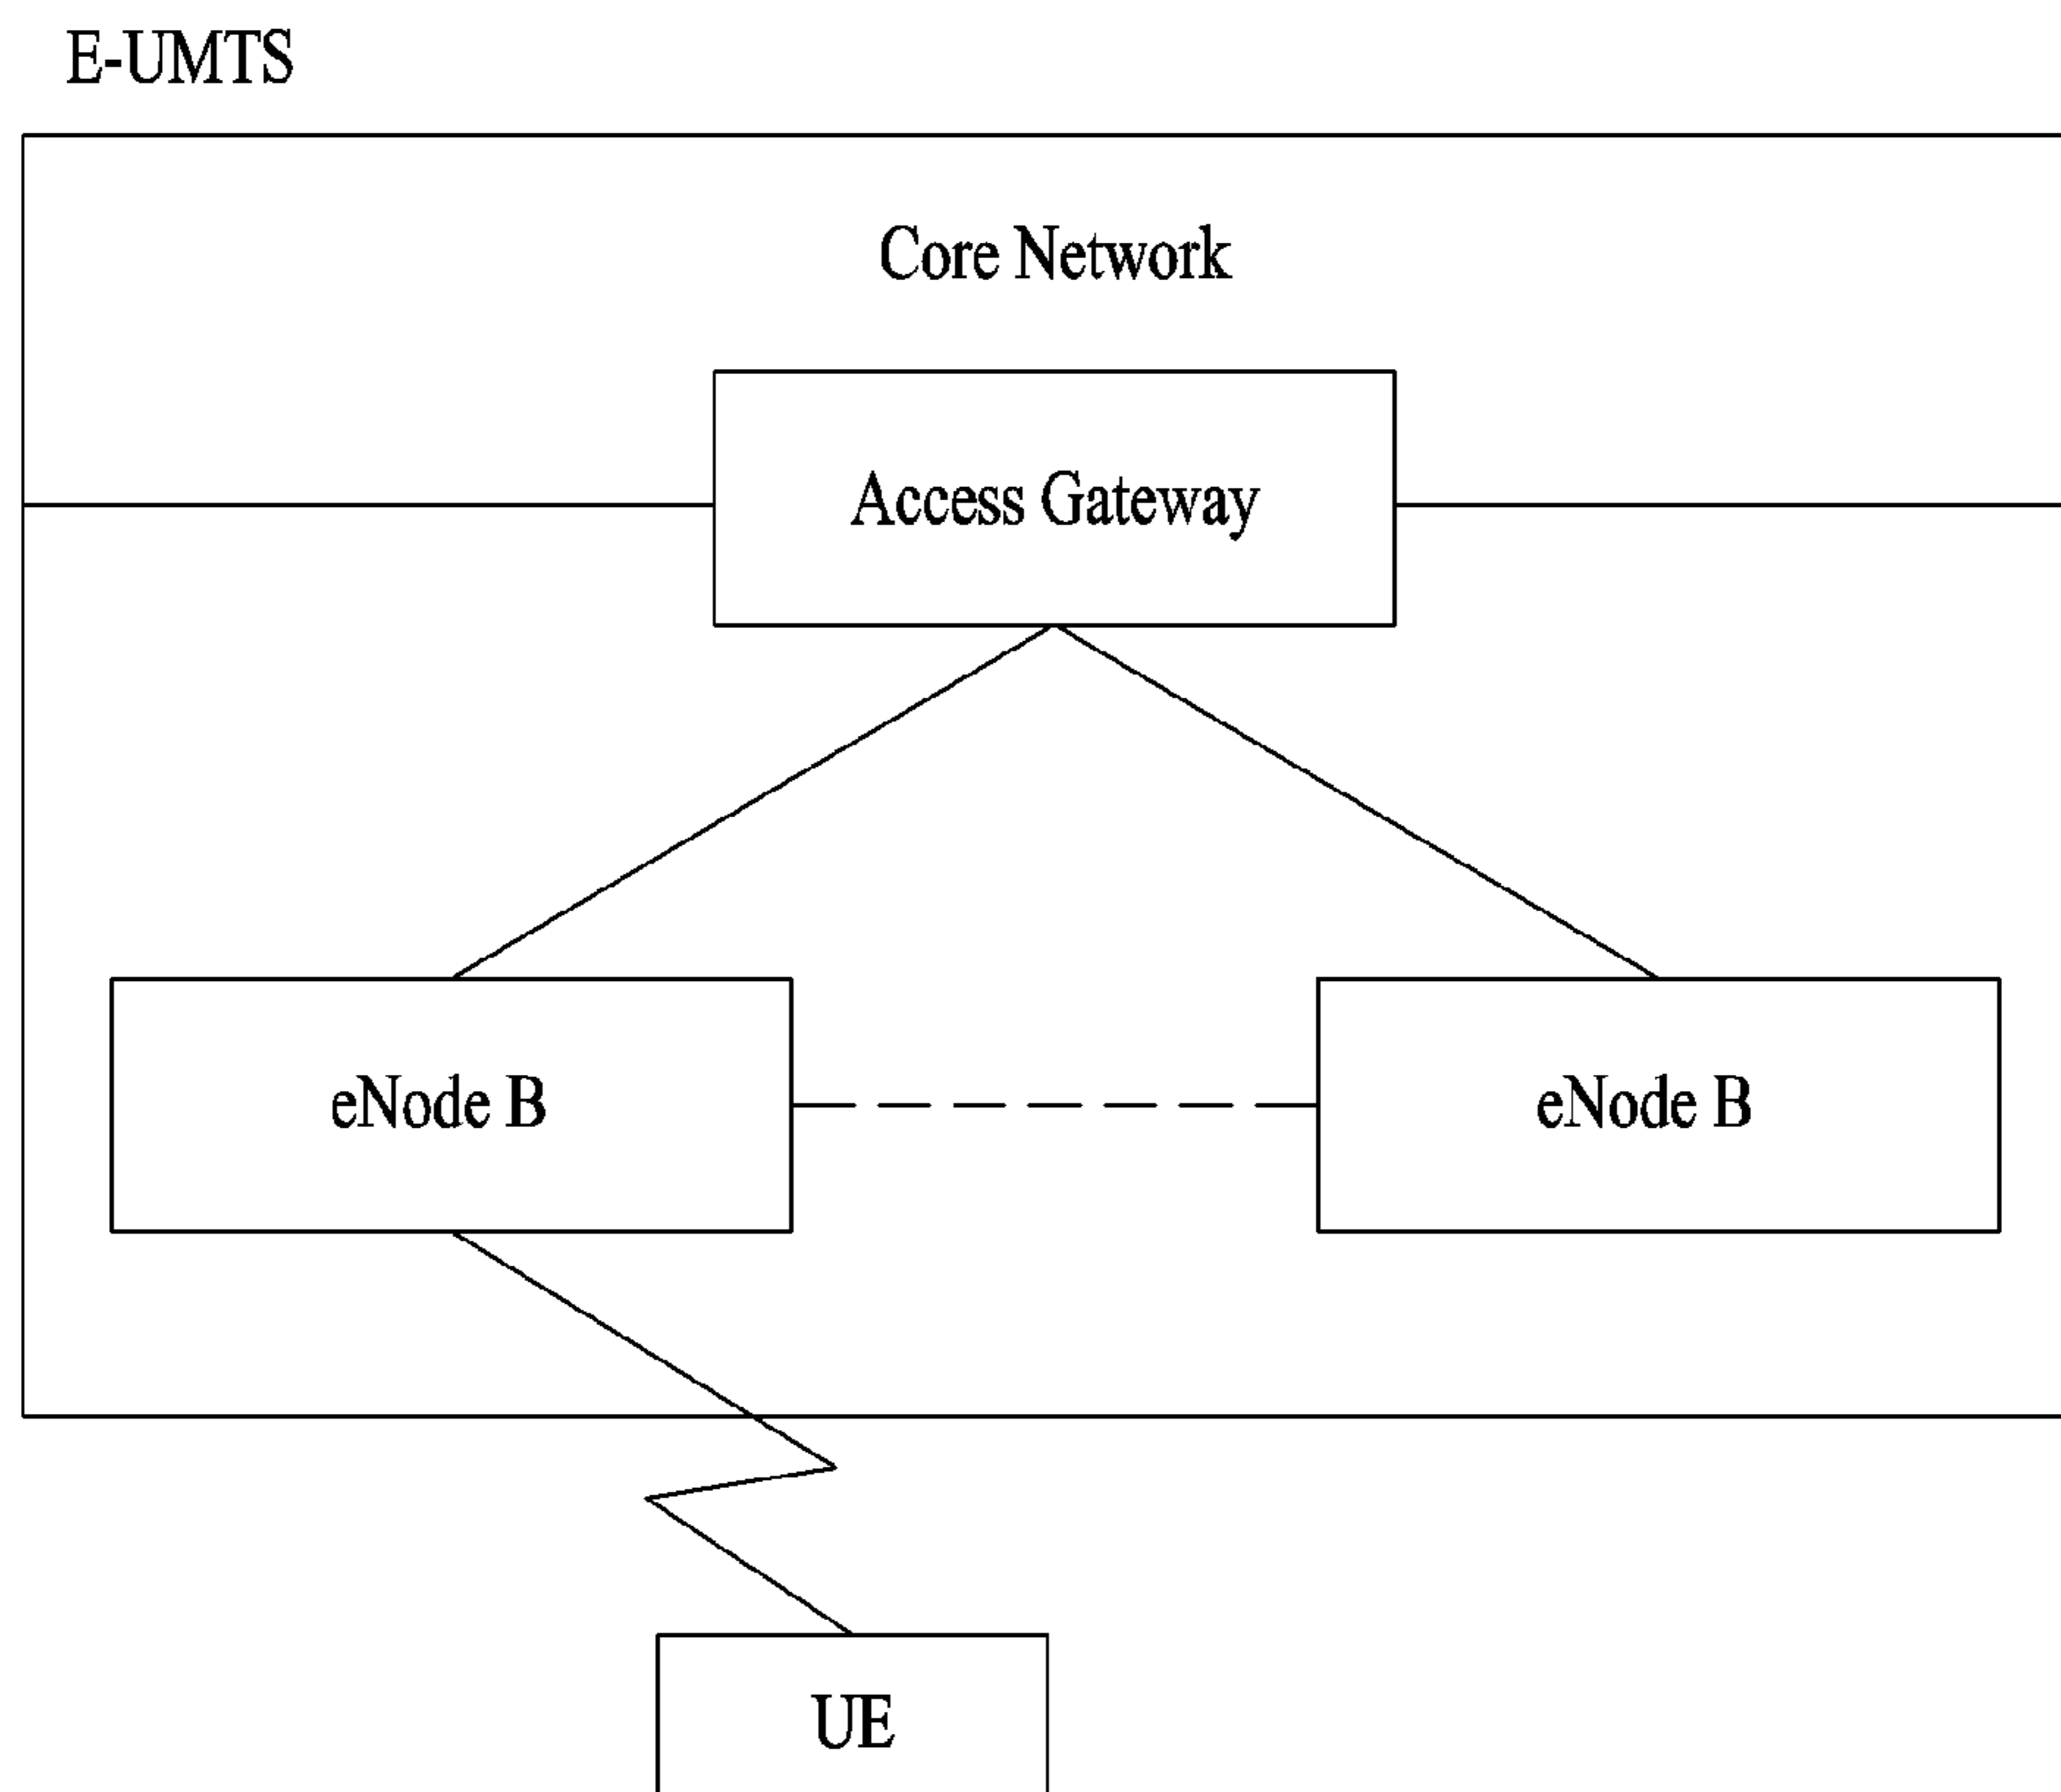 E-UMTS
Core Network
Access Gateway
eNode B
eNode B
UE